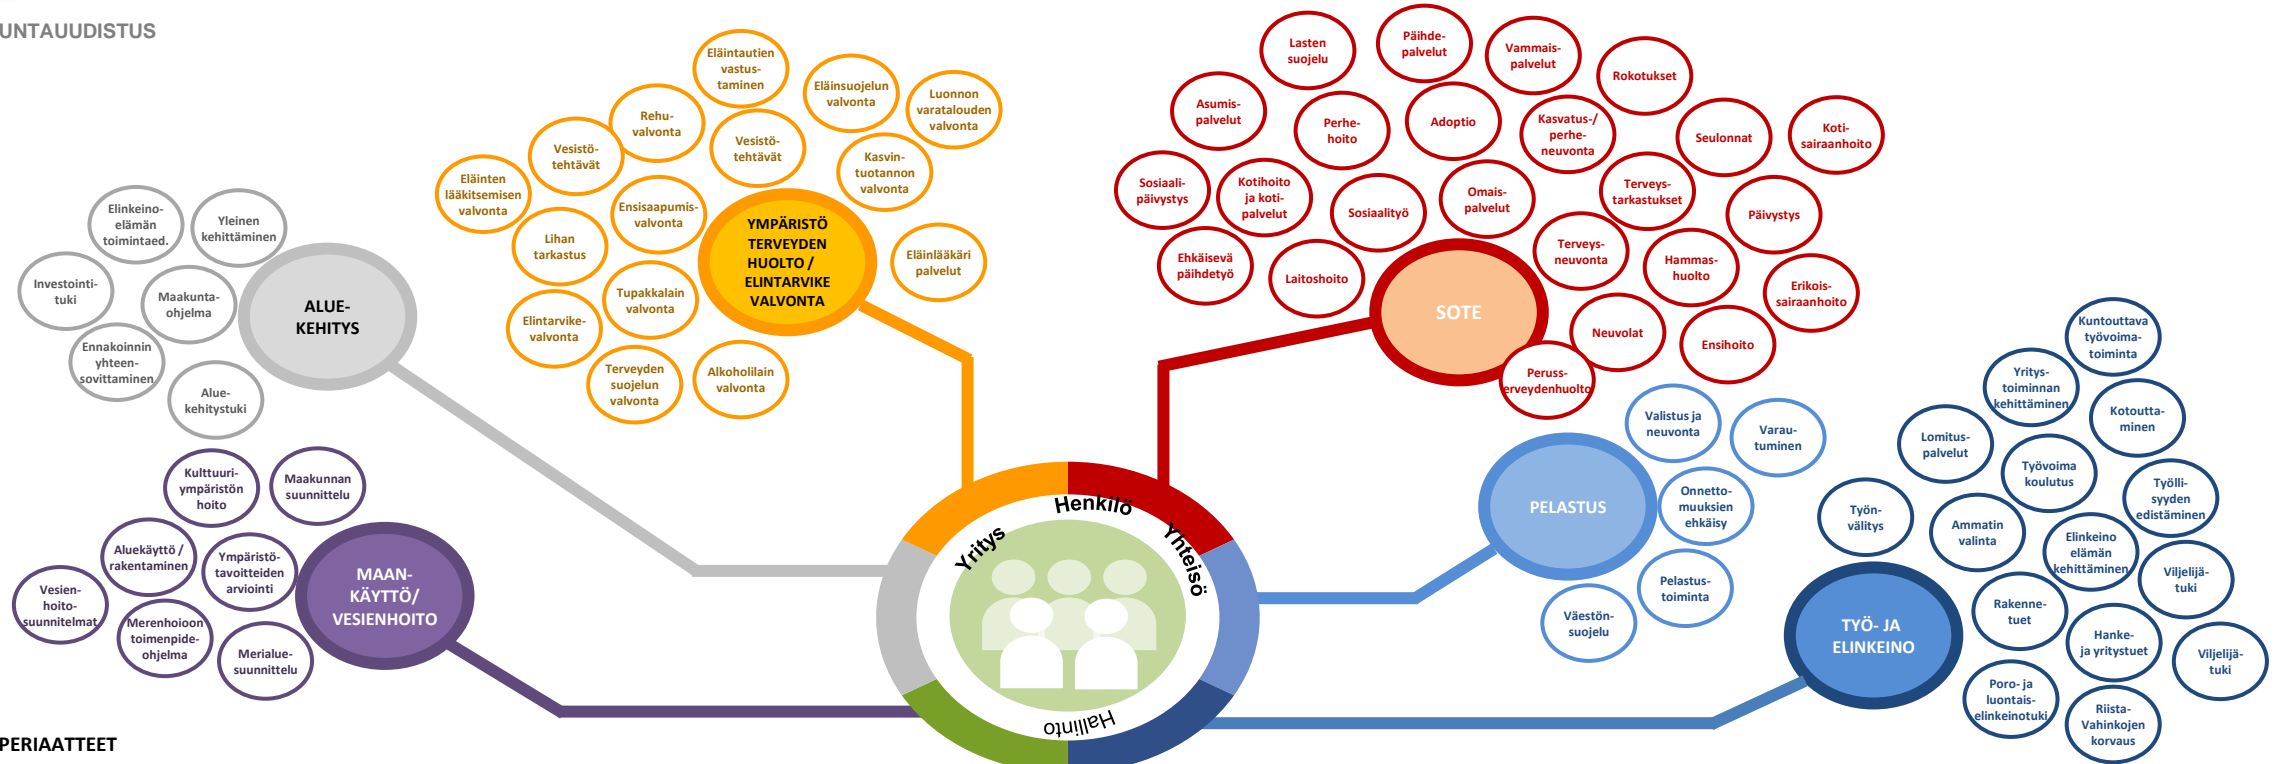 UNTAUUDISTUS
Elinkeino-
elämän
toimintaed.
Yleinen
kehittäminen
Investointi-
tuki
Maakunta-
ohjelma
Ennakoinnin
yhteen-
sovittaminen
Alue-
kehitystuki
ALUE-
KEHITYS
Eläintautien
vastus-
taminen
Eläinsuojelun
valvonta
Luonnon
varatalouden
valvonta
Rehu-
valvonta
Vesistö-
tehtävät
Vesistö-
tehtävät
Kasvin-
tuotannon
valvonta
Eläinten
lääkitsemisen
valvonta
Ensisaapumis-
valvonta
Lihan
tarkastus
Eläinlääkäri
palvelut
Tupakkalain
valvonta
Elintarvike-
valvonta
Terveyden
suojelun
valvonta
Alkoholilain
valvonta
YMPÄRISTÖ
TERVEYDEN
HUOLTO /
ELINTARVIKE
VALVONTA
Lasten
suojelu
Päihde-
palvelut
Vammais-
palvelut
Rokotukset
Asumis-
palvelut
Perhe-
hoito
Adoptio
Kasvatus-/
perhe-
neuvonta
Seulonnat
Koti-
sairaanhoito
Sosiaali-
päivystys
Kotihoito
ja koti-
palvelut
Sosiaalityö
Omais-
palvelut
Terveys-
tarkastukset
Päivystys
Ehkäisevä
päihdetyö
Laitoshoito
Terveys-
neuvonta
Hammas-
huolto
Erikois-
sairaanhoito
Neuvolat
Ensihoito
Peruss-
erveydenhuolto
SOTE
Valistus ja
neuvonta
Varau-
tuminen
Onnetto-
muuksien
ehkäisy
Pelastus-
toiminta
Väestön-
suojelu
PELASTUS
Kuntouttava
työvoima-
toiminta
Yritys-
toiminnan
kehittäminen
Kotoutta-
minen
Lomitus-
palvelut
Työvoima
koulutus
Työlli-
syyden
edistäminen
Työn-
välitys
Ammatin
valinta
Elinkeino
elämän
kehittäminen
Viljelijä-
tuki
Rakenne-
tuet
Hanke-
ja yritystuet
Viljelijä-
tuki
Poro- ja
luontais-
elinkeinotuki
Riista-
Vahinkojen
korvaus
TYÖ- JA
ELINKEINO
Kulttuuri-
ympäristön
hoito
Maakunnan
suunnittelu
Aluekäyttö /
rakentaminen
Ympäristö-
tavoitteiden
arviointi
Vesien-
hoito-
suunnitelmat
Merenhoioon
toimenpide-
ohjelma
Merialue-
suunnittelu
MAAN-
KÄYTTÖ/
VESIENHOITO
Yritys
Henkilö
Yhteisö
Hallinto
PERIAATTEET